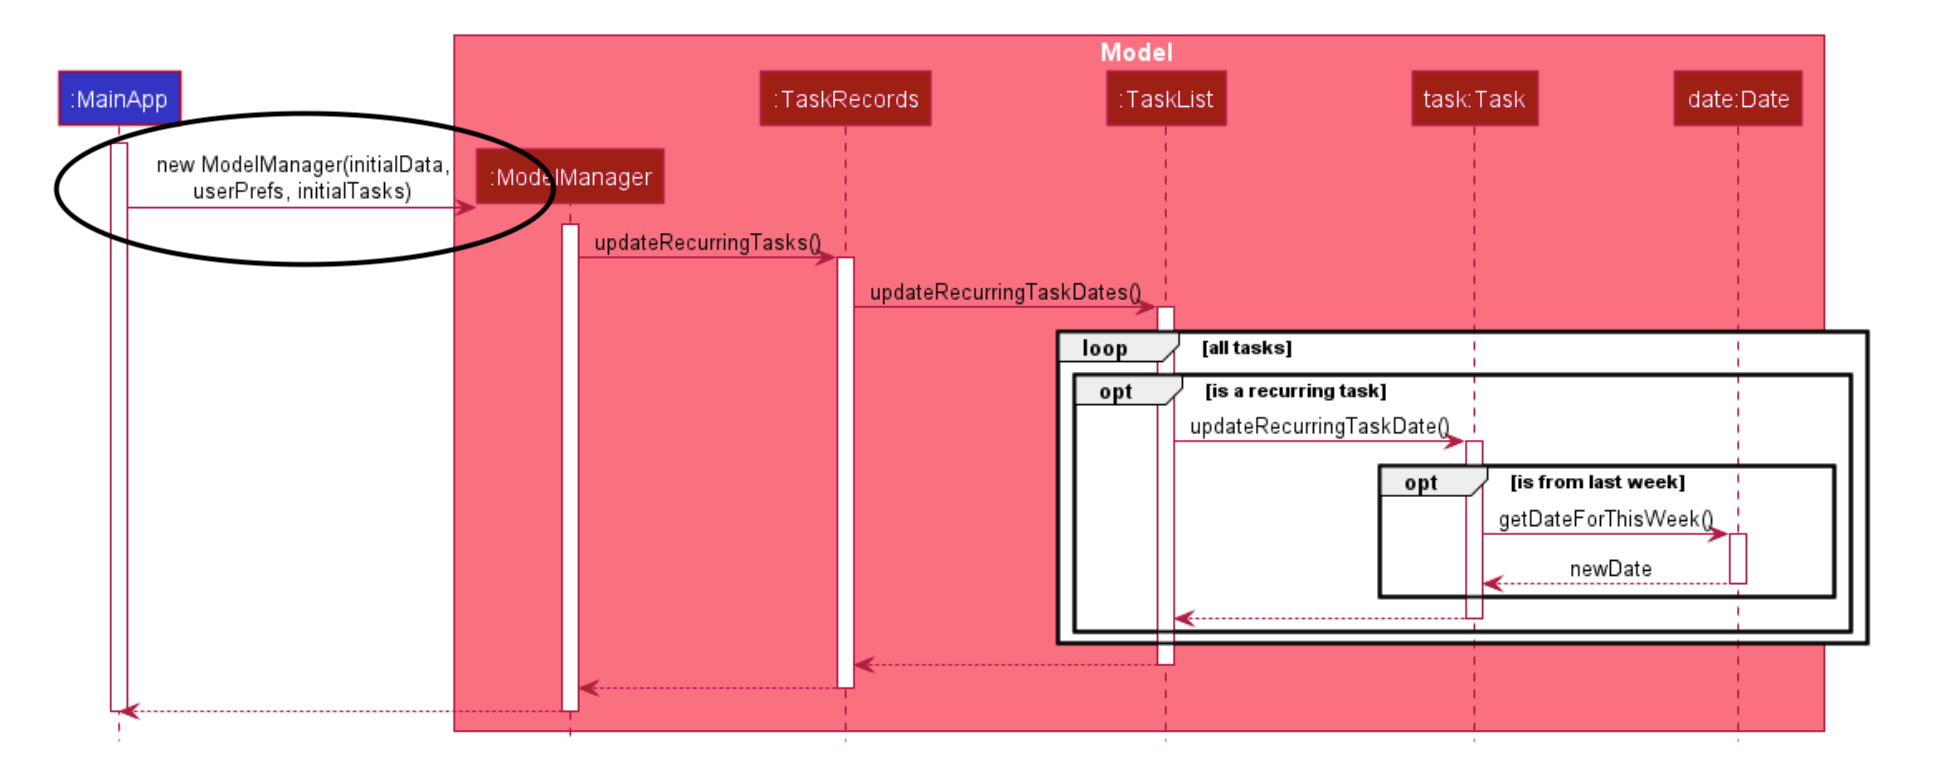 Model
:MainApp
:TaskRecords
:TaskList
task:Task
date:Date
new ModelManager(initialData,
userPrefs, initialTasks)
:ModelManager
updateRecurringTasks()
updateRecurringTaskDates()
loop
[all tasks]
opt
[is a recurring task]
updateRecurringTaskDate()
opt
[is from last week]
getDateForThisWeek()
newDate